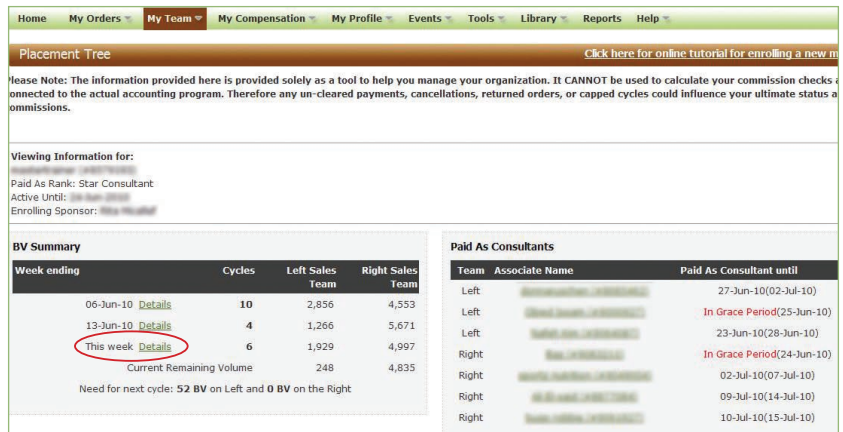 Home My Orders My Team My Compensation My Profile Events Tools Library Reports Help
Placement Tree Click here for online tutorial for enrolling a new m
lease Note: The information provided here is provided solely as a tool to help you manage your organization. It CANNOT be used to calculate your commission checks a
onnected to the actual accounting program. Therefore any un-cleared payments, cancellations, returned orders, or capped cycles could influence your ultimate status a
ommissions.
Viewing Information for:
Paid As Rank: Star Consultant
Active Until:
Enrolling Sponsor:
BV Summary
Week ending Cycles Left Sales Team Right Sales Team
06-Jun-10 Details 10 2,856 4,553
13-Jun-10 Details 4 1,266 5,671
This week Details 6 1,929 4,997
Current Remaining Volume 248 4,835
Need for next cycle: 52 BV on Left and 0 BV on the Right
Paid As Consultants
Team Associate Name Paid As Consultant until
Left 27-Jun-10(02-Jul-10)
Left In Grace Period(25-Jun-10)
Left 23-Jun-10(28-Jun-10)
Right In Grace Period(24-Jun-10)
Right 02-Jul-10(07-Jul-10)
Right 09-Jul-10(14-Jul-10)
Right 10-Jul-10(15-Jul-10)